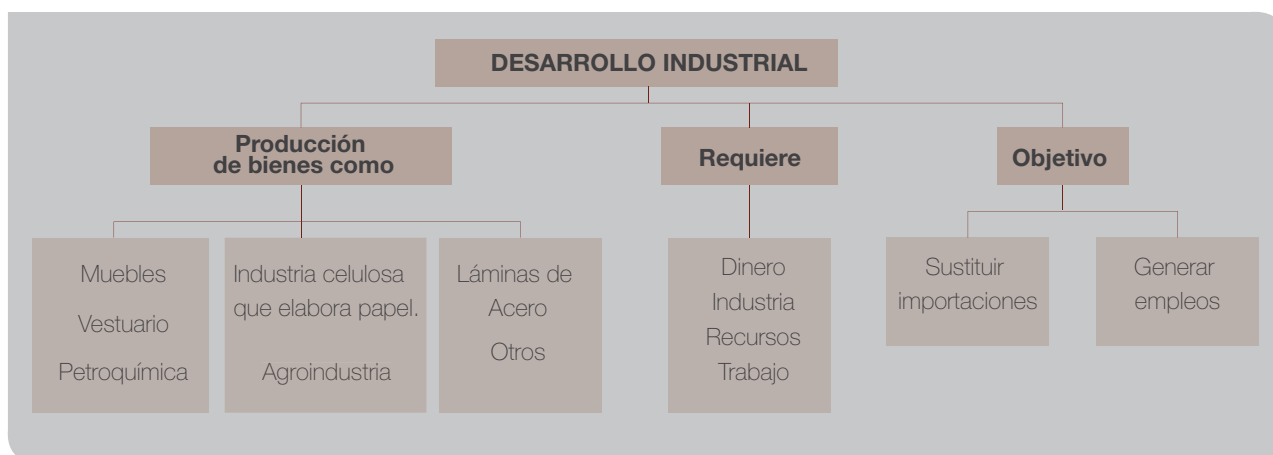 DESARROLLO INDUSTRIAL
Producción
de bienes como
Requiere
Objetivo
Muebles
Vestuario
Petroquímica
Industria celulosa
que elabora papel.
Agroindustria
Láminas de
Acero
Otros
Dinero
Industria
Recursos
Trabajo
Sustituir
importaciones
Generar
empleos